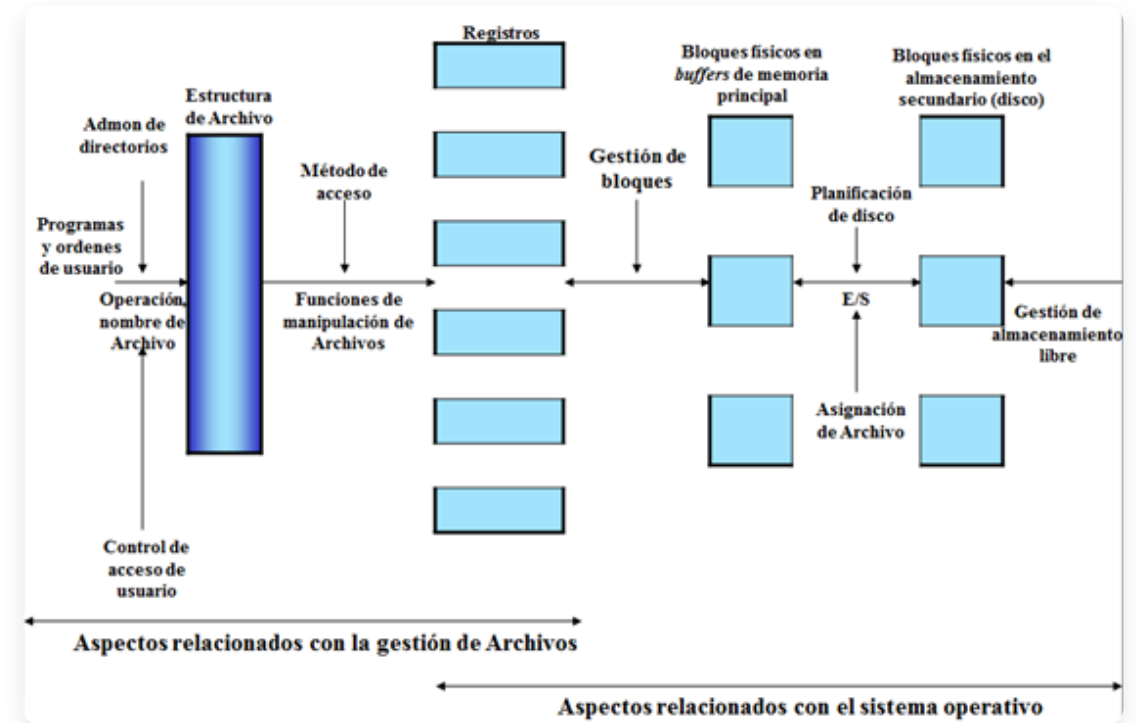 Registros
Bloques físicos en
buffers de memoria
principal
Bloques físicos en el
almacenamiento
secundario (disco)
Estructura
de Archivo
Admon de
directorios
Método de
acceso
Gestión de
bloques
Planificación
de disco
Programas
y ordenes
de usuario
Operación,
nombre de
Archivo
Funciones de
manipulación de
Archivos
E/S
Gestión de
almacenamiento
libre
Asignación
de Archivo
Control de
acceso de
usuario
Aspectos relacionados con la gestión de Archivos
Aspectos relacionados con el sistema operativo